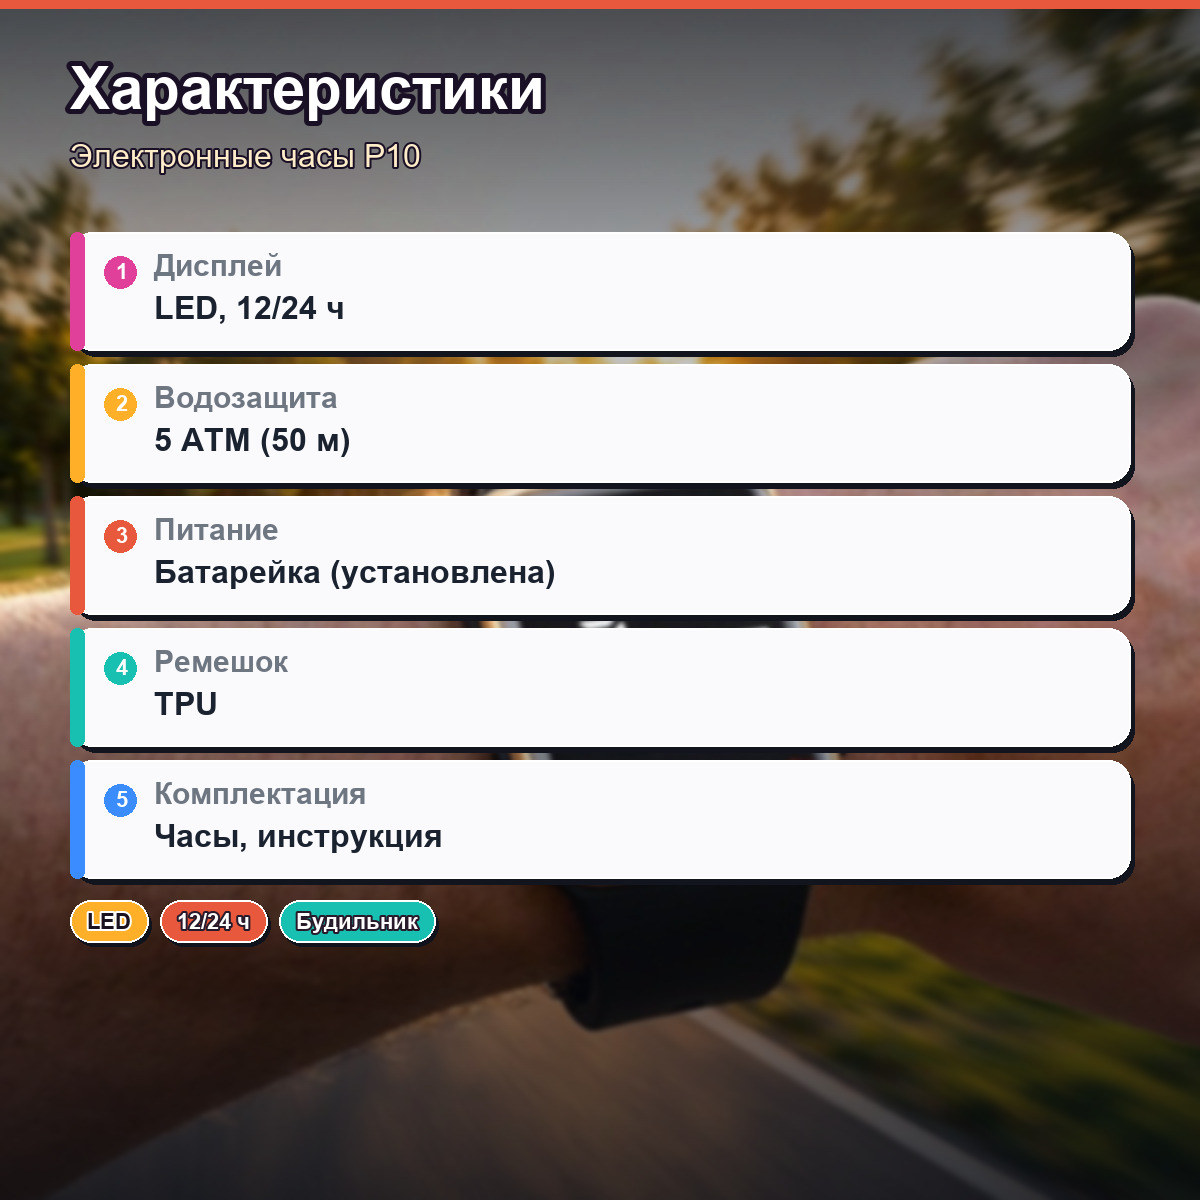 Характеристики
Электронные часы P10
1 Дисплей
LED, 12/24 ч
2 Водозащита
5 ATM (50 м)
3 Питание
Батарейка (установлена)
4 Ремешок
TPU
5 Комплектация
Часы, инструкция
LED 12/24 ч Будильник